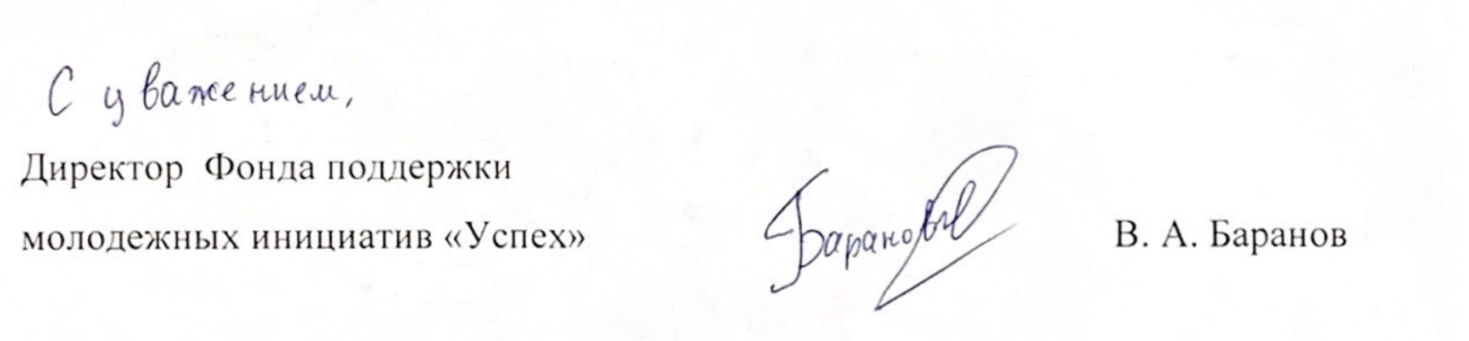 С уважением,
Директор Фонда поддержки
молодежных инициатив «Успех» Баранов В. А. Баранов